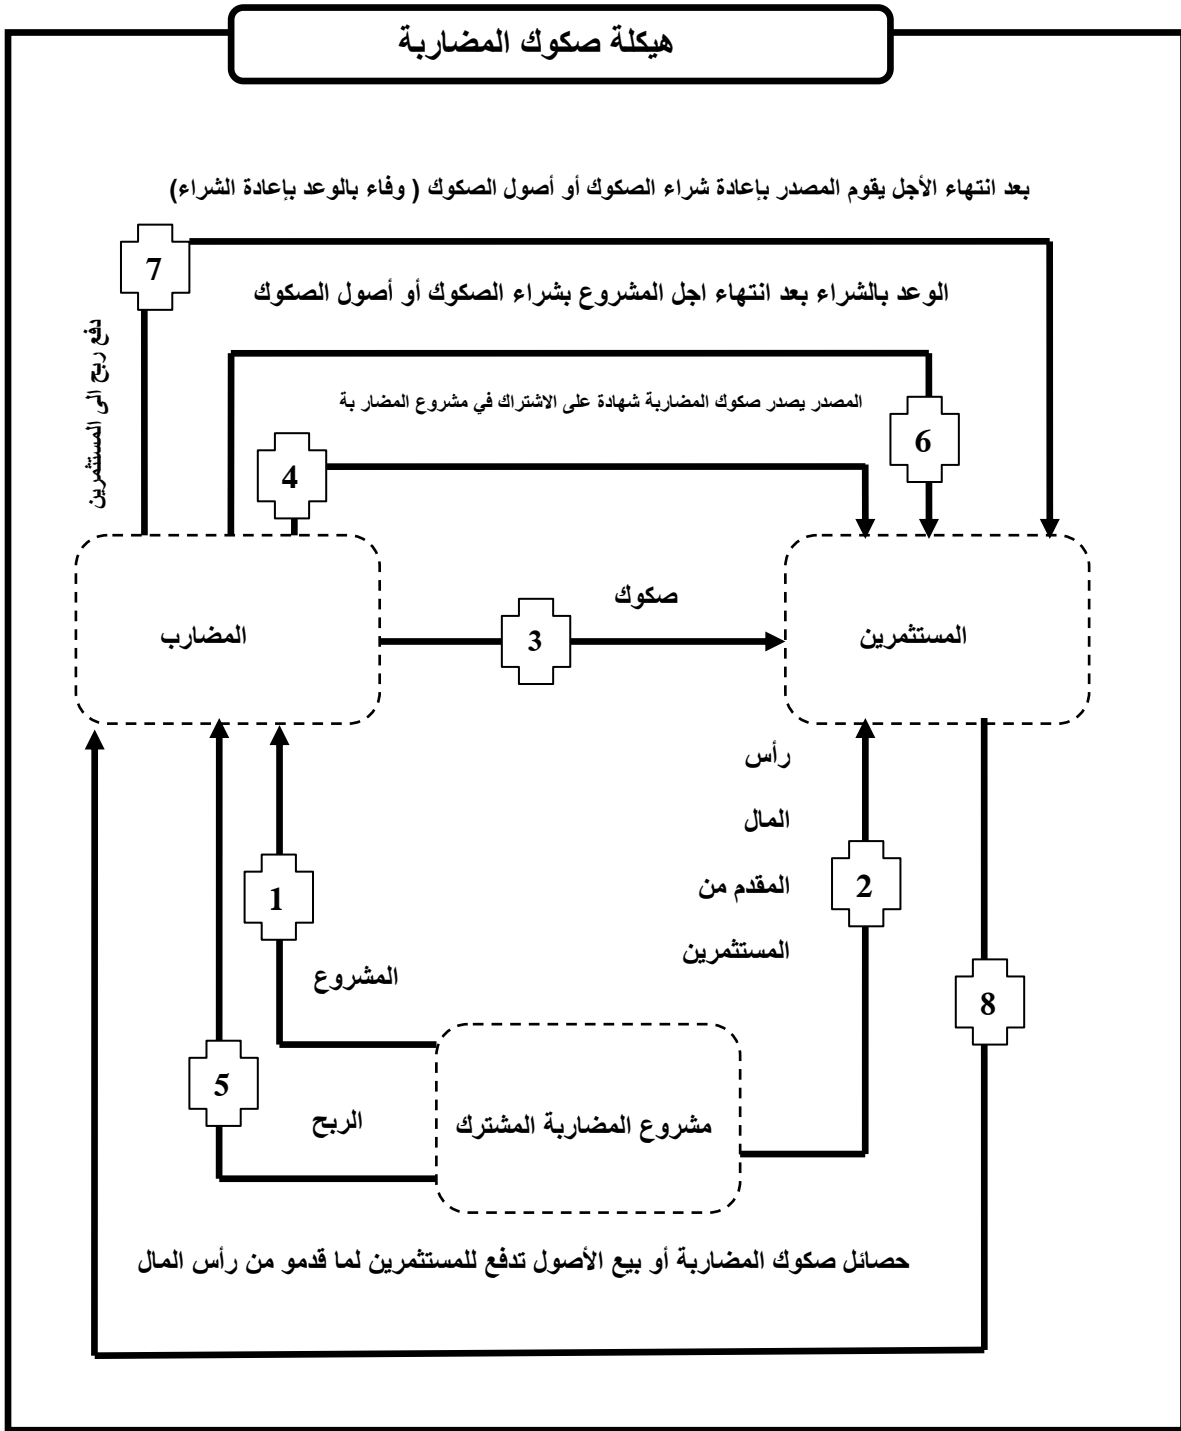 هيكلة صكوك المضاربة
بعد انتهاء الأجل يقوم المصدر بإعادة شراء الصكوك أو أصول الصكوك ( وفاء بالوعد بإعادة الشراء)
7
الوعد بالشراء بعد انتهاء اجل المشروع بشراء الصكوك أو أصول الصكوك
دفع ربح الى المستثمرين
المصدر يصدر صكوك المضاربة شهادة على الاشتراك في مشروع المضار بة
6
4
صكوك
المستثمرين
3
المضارب
رأس
المال
المقدم من
المستثمرين
2
1
المشروع
8
5
الربح
مشروع المضاربة المشترك
حصائل صكوك المضاربة أو بيع الأصول تدفع للمستثمرين لما قدمو من رأس المال